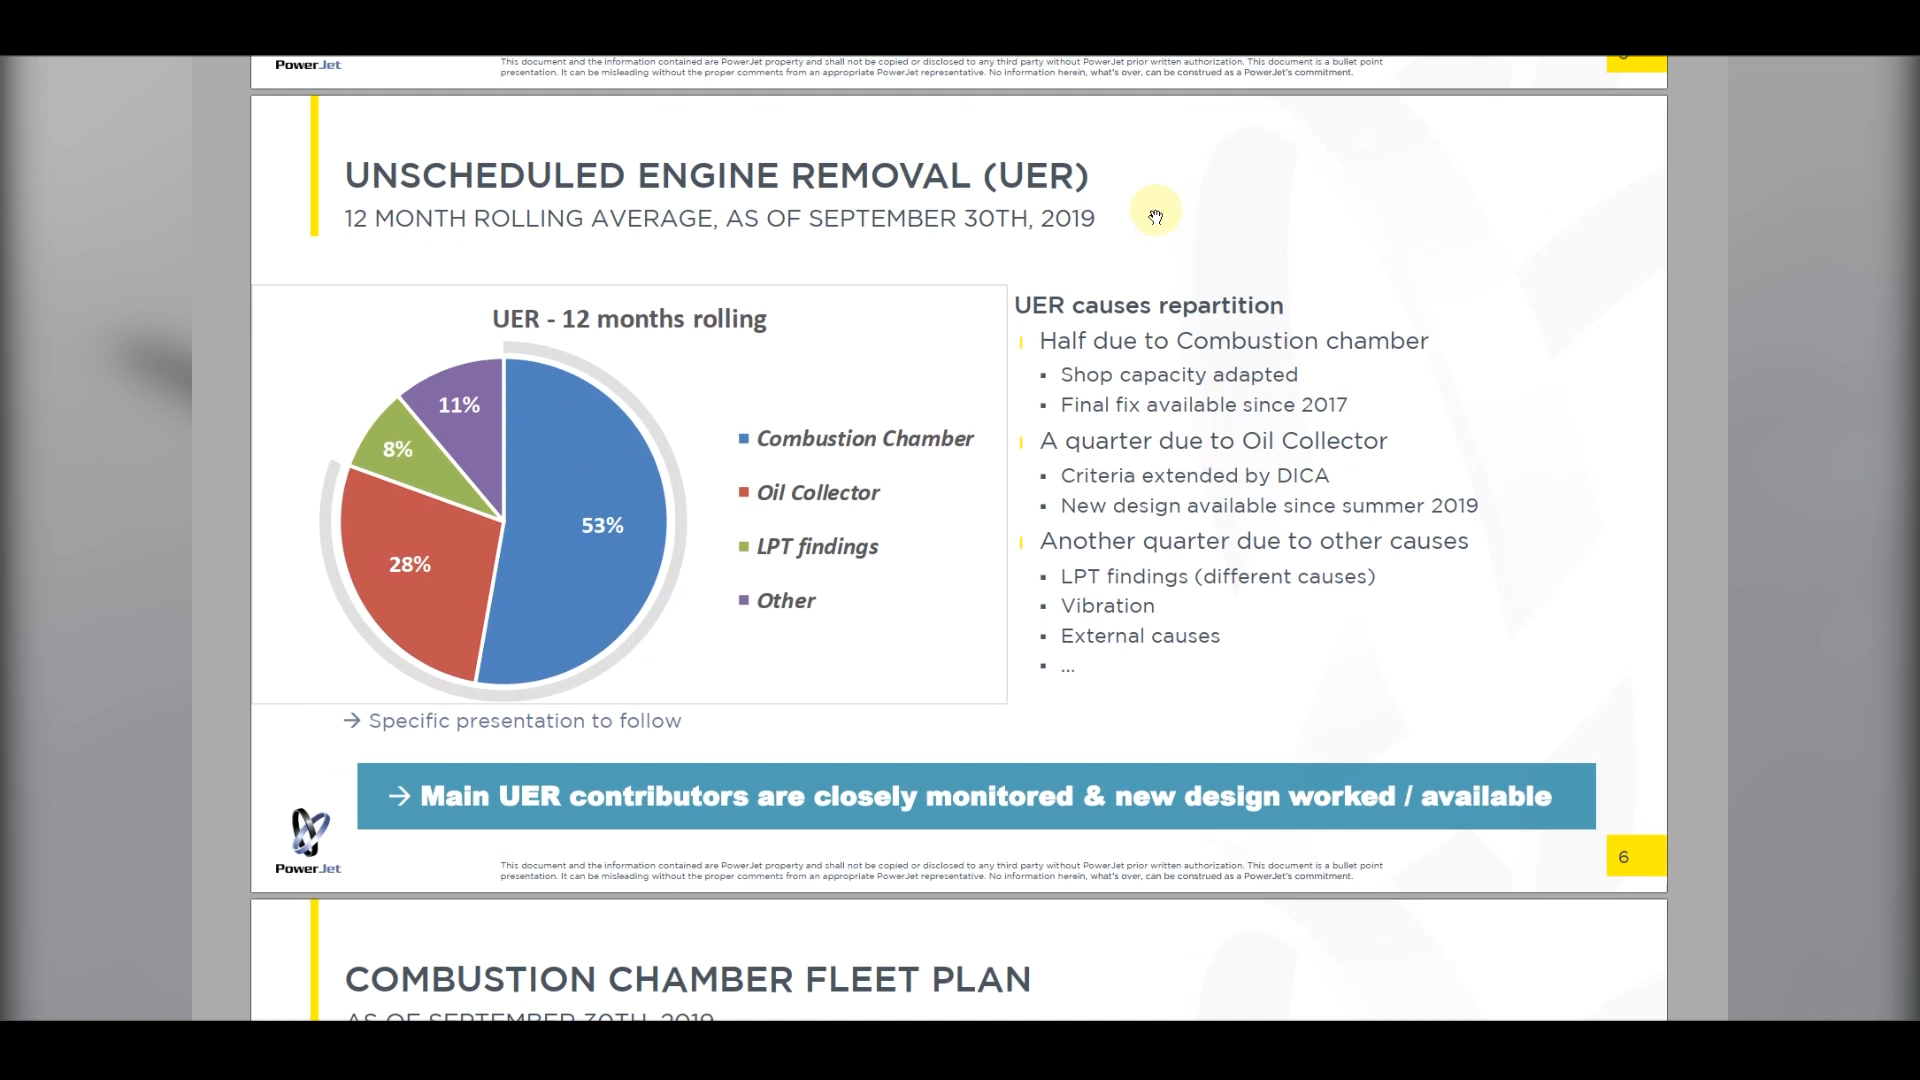 PowerJet
This document and the information contained are PowerJet property and shall not be copied or disclosed to any third party without PowerJet prior written authorization. This document is a bullet point
presentation. It can be misleading without the proper comments from an appropriate PowerJet representative. No information herein, what's over, can be construed as a PowerJet's commitment.
UNSCHEDULED ENGINE REMOVAL (UER)
12 MONTH ROLLING AVERAGE, AS OF SEPTEMBER 30TH, 2019
UER - 12 months rolling
11%
8%
53%
28%
Combustion Chamber
Oil Collector
LPT findings
Other
UER causes repartition
Half due to Combustion chamber
▪ Shop capacity adapted
▪ Final fix available since 2017
A quarter due to Oil Collector
▪ Criteria extended by DICA
▪ New design available since summer 2019
Another quarter due to other causes
▪ LPT findings (different causes)
▪ Vibration
▪ External causes
▪ ...
→ Specific presentation to follow
→ Main UER contributors are closely monitored & new design worked / available
PowerJet
This document and the information contained are PowerJet property and shall not be copied or disclosed to any third party without PowerJet prior written authorization. This document is a bullet point
presentation. It can be misleading without the proper comments from an appropriate PowerJet representative. No information herein, what's over, can be construed as a PowerJet's commitment.
6
COMBUSTION CHAMBER FLEET PLAN
AS OF SEPTEMBER 30TH, 2019